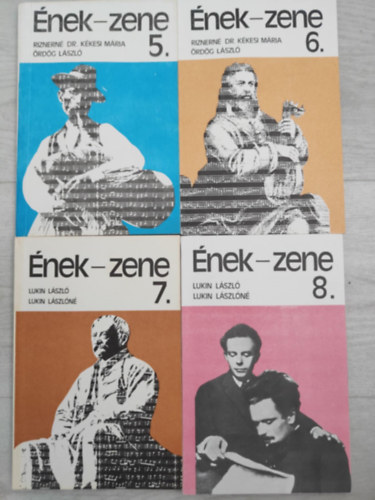 Ének–zene
5.
RIZNERNÉ DR. KÉKESI MÁRIA
ÖRDÖG LÁSZLÓ
Ének–zene
6.
RIZNERNÉ DR. KÉKESI MÁRIA
ÖRDÖG LÁSZLÓ
Ének–zene
7.
LUKIN LÁSZLÓ
LUKIN LÁSZLÓNÉ
Ének–zene
8.
LUKIN LÁSZLÓ
LUKIN LÁSZLÓNÉ